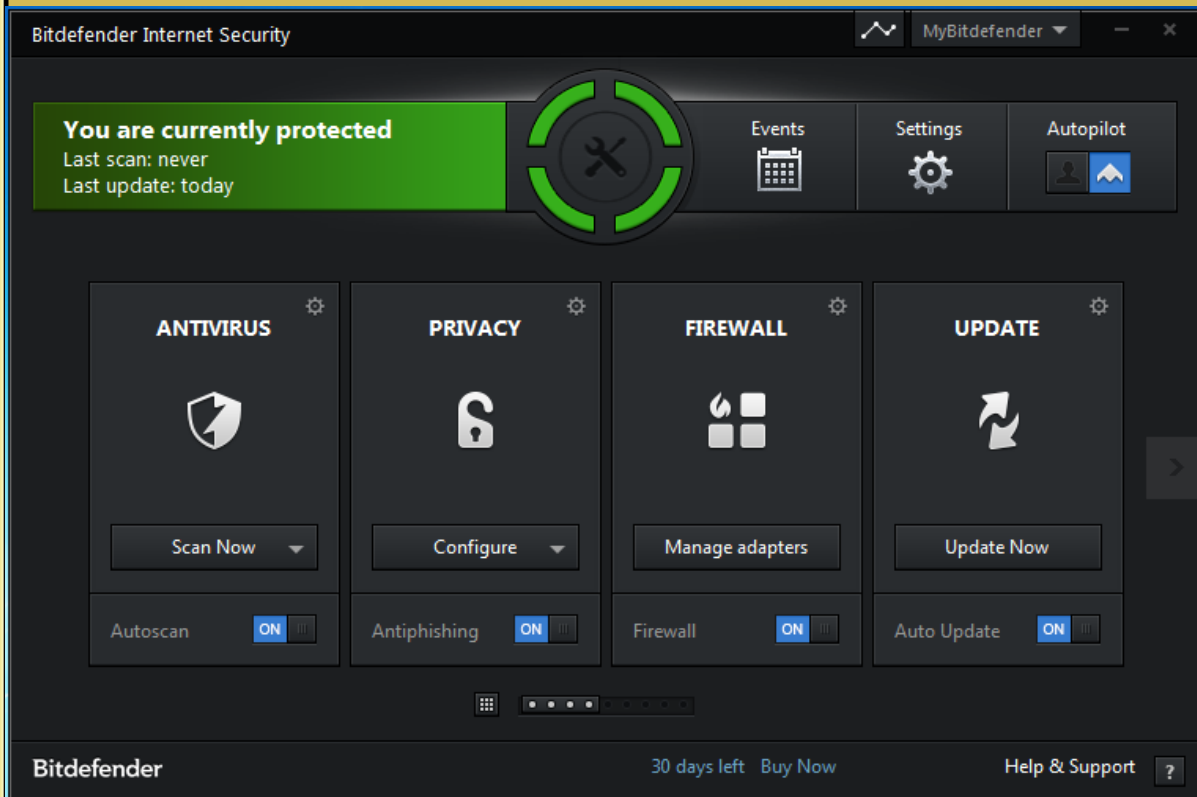 Bitdefender Internet Security
MyBitdefender
You are currently protected
Last scan: never
Last update: today
Events
Settings
Autopilot
ANTIVIRUS
PRIVACY
FIREWALL
UPDATE
Scan Now
Configure
Manage adapters
Update Now
Autoscan
ON
Antiphishing
ON
Firewall
ON
Auto Update
ON
Bitdefender
30 days left Buy Now
Help & Support
?